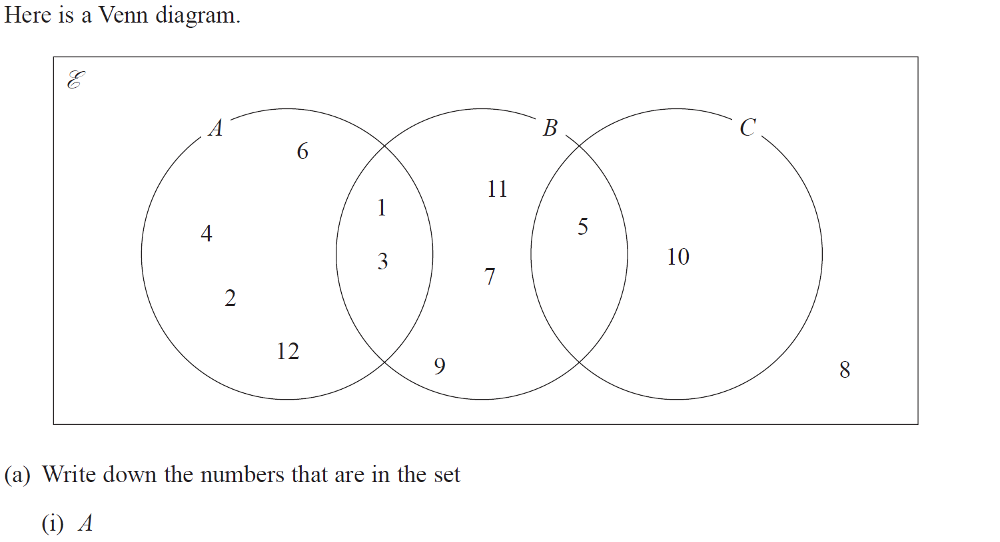 Here is a Venn diagram.
ℰ
A
B
C
6
11
1
5
4
3
10
7
2
12
9
8
(a) Write down the numbers that are in the set
(i) A